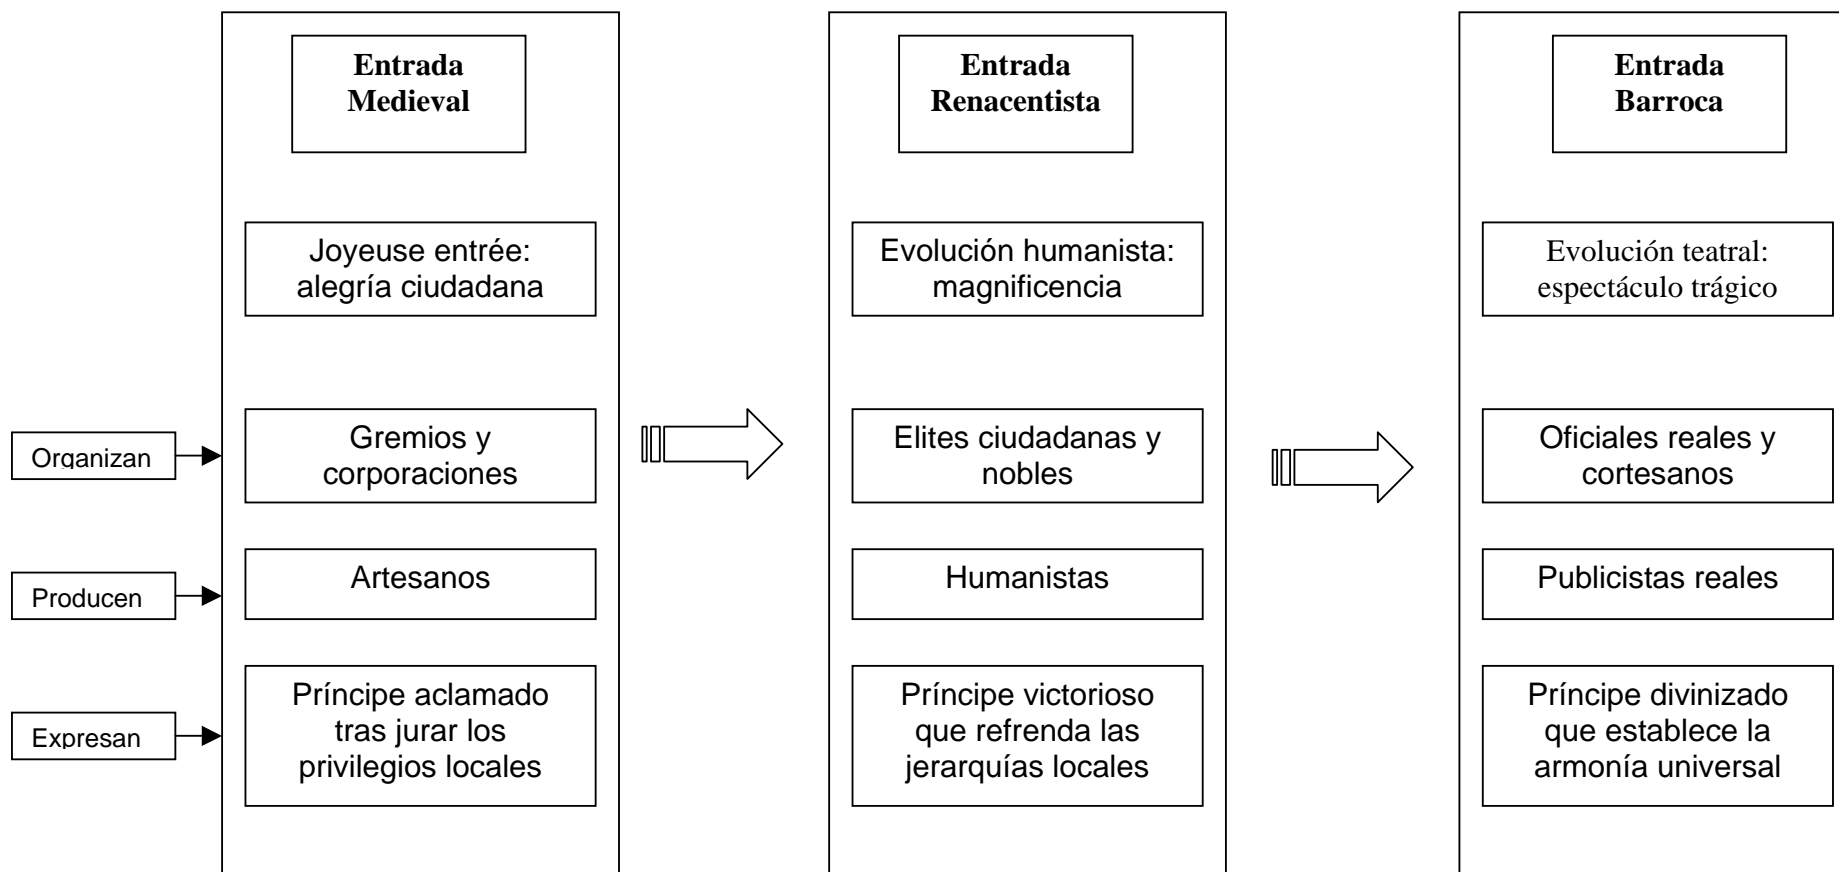 Entrada
Medieval
Entrada
Renacentista
Entrada
Barroca
Joyeuse entrée:
alegría ciudadana
Evolución humanista:
magnificencia
Evolución teatral:
espectáculo trágico
Organizan
Gremios y
corporaciones
Elites ciudadanas y
nobles
Oficiales reales y
cortesanos
Producen
Artesanos
Humanistas
Publicistas reales
Expresan
Príncipe aclamado
tras jurar los
privilegios locales
Príncipe victorioso
que refrenda las
jerarquías locales
Príncipe divinizado
que establece la
armonía universal